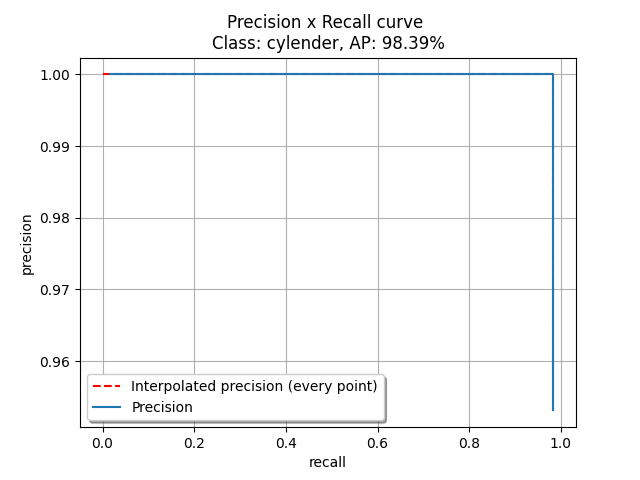 Precision x Recall curve
Class: cylender, AP: 98.39%
1.00
0.99
0.98
0.97
0.96
precision
Interpolated precision (every point)
Precision
0.0 0.2 0.4 0.6 0.8 1.0
recall